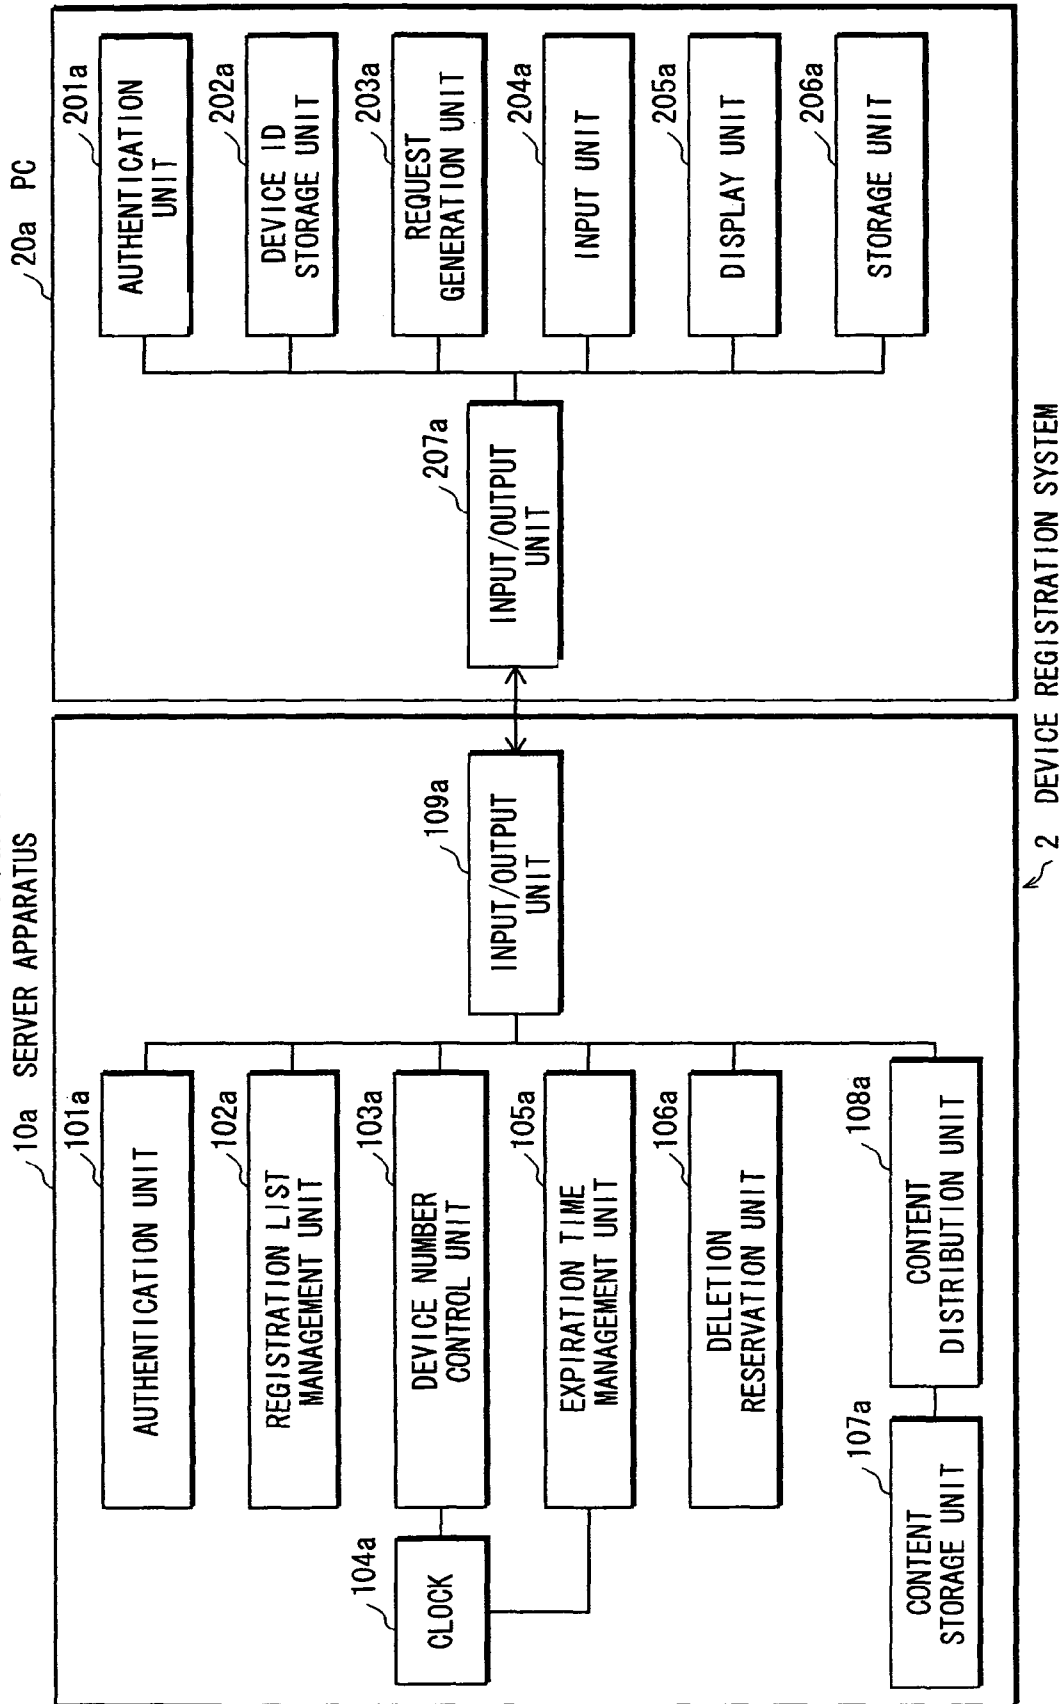 10a SERVER APPARATUS
101a
AUTHENTICATION UNIT
102a
REGISTRATION LIST
MANAGEMENT UNIT
103a
DEVICE NUMBER
CONTROL UNIT
104a
CLOCK
105a
EXPIRATION TIME
MANAGEMENT UNIT
106a
DELETION
RESERVATION UNIT
107a
CONTENT
STORAGE UNIT
108a
CONTENT
DISTRIBUTION UNIT
109a
INPUT/OUTPUT
UNIT
20a PC
207a
INPUT/OUTPUT
UNIT
201a
AUTHENTICATION
UNIT
202a
DEVICE ID
STORAGE UNIT
203a
REQUEST
GENERATION UNIT
204a
INPUT UNIT
205a
DISPLAY UNIT
206a
STORAGE UNIT
2 DEVICE REGISTRATION SYSTEM